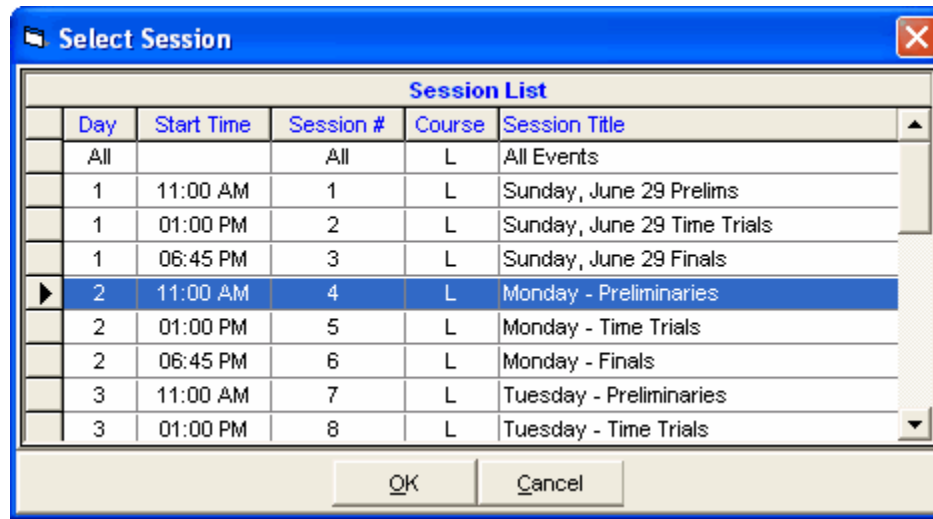 Select Session
Session List
Day Start Time Session # Course Session Title
All All L All Events
1 11:00 AM 1 L Sunday, June 29 Prelims
1 01:00 PM 2 L Sunday, June 29 Time Trials
1 06:45 PM 3 L Sunday, June 29 Finals
2 11:00 AM 4 L Monday - Preliminaries
2 01:00 PM 5 L Monday - Time Trials
2 06:45 PM 6 L Monday - Finals
3 11:00 AM 7 L Tuesday - Preliminaries
3 01:00 PM 8 L Tuesday - Time Trials
OK Cancel